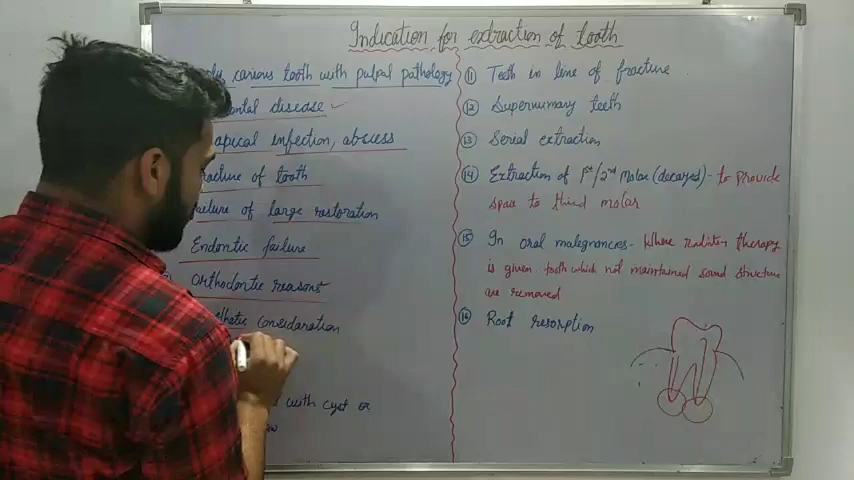 Indication for extraction of tooth
carious tooth with pulpal pathology
disease
apical infection, abscess
fracture of tooth
failure of large restoration
Endontic failure
Orthodontic reasons
consideration
with cyst or
⑪ Teeth in line of fracture
⑫ Supernumary teeth
⑬ Serial extraction
⑭ Extraction of 1st/2nd Molar (decayed) - to provide
space to third molar
⑮ In oral malegnancies - Where radiation therapy
is given tooth which not maintained sound structure
are removed
⑯ Root resorption